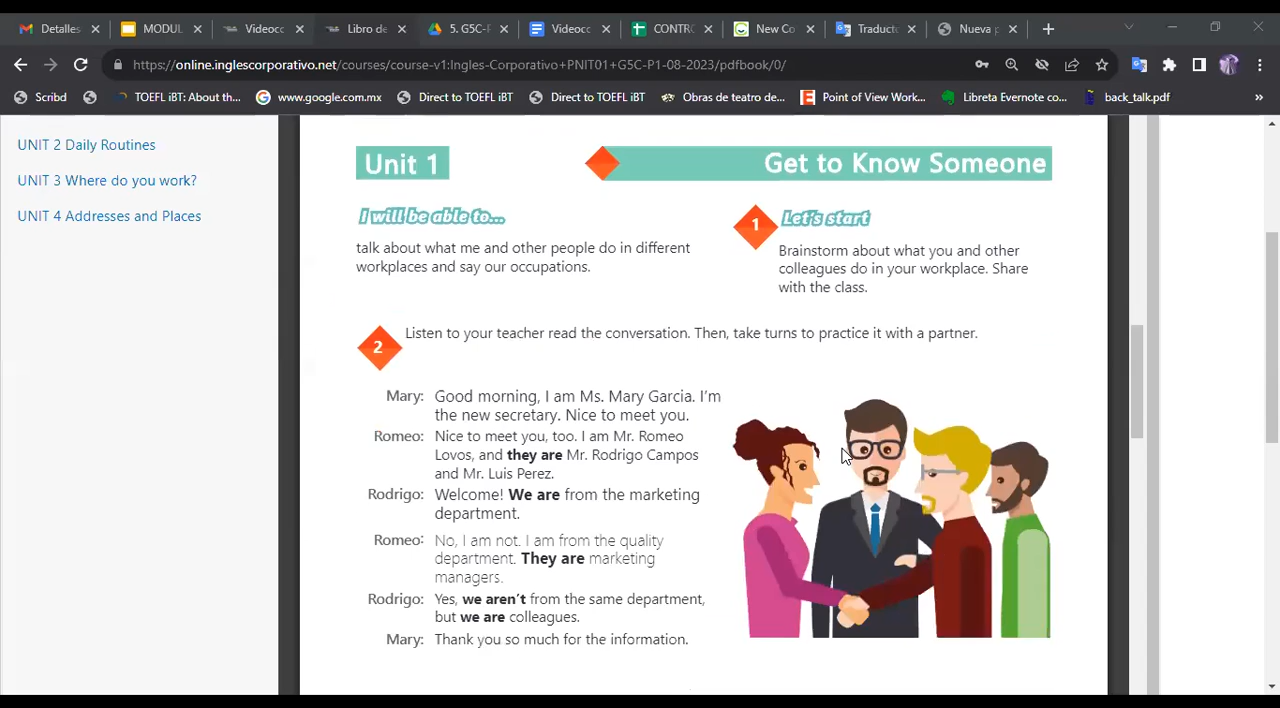 Detalles
MODUL
Videocc
Libro de
5. G5C-P
Videocc
CONTRO
New Co
Traducto
Nueva p
https://online.inglescorporativo.net/courses/course-v1:Ingles-Corporativo+PNIT01+G5C-P1-08-2023/pdfbook/0/
Scribd
TOEFL iBT: About th...
www.google.com.mx
Direct to TOEFL iBT
Direct to TOEFL iBT
Obras de teatro de...
Point of View Work...
Libreta Evernote co...
back_talk.pdf
»
UNIT 2 Daily Routines
UNIT 3 Where do you work?
UNIT 4 Addresses and Places
Unit 1
Get to Know Someone
I will be able to...
talk about what me and other people do in different
workplaces and say our occupations.
1
Let's start
Brainstorm about what you and other
colleagues do in your workplace. Share
with the class.
2
Listen to your teacher read the conversation. Then, take turns to practice it with a partner.
Mary: Good morning, I am Ms. Mary Garcia. I'm
the new secretary. Nice to meet you.
Romeo: Nice to meet you, too. I am Mr. Romeo
Lovos, and they are Mr. Rodrigo Campos
and Mr. Luis Perez.
Rodrigo: Welcome! We are from the marketing
department.
Romeo: No, I am not. I am from the quality
department. They are marketing
managers.
Rodrigo: Yes, we aren't from the same department,
but we are colleagues.
Mary: Thank you so much for the information.